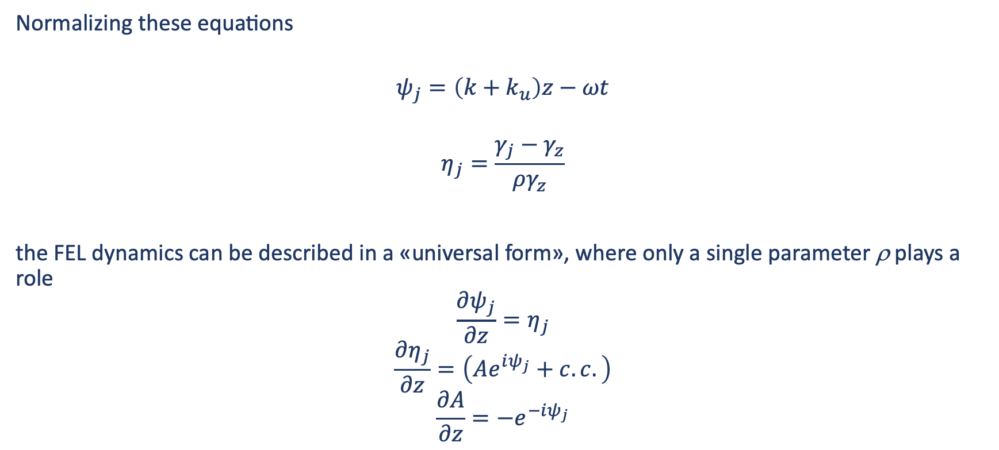 Normalizing these equations
ψ_j = (k + k_u)z − ωt
η_j = (γ_j − γ_z) / (ργ_z)
the FEL dynamics can be described in a «universal form», where only a single parameter ρ plays a
role
∂ψ_j/∂z = η_j
∂η_j/∂z = (Ae^{iψ_j} + c.c.)
∂A/∂z = −e^{−iψ_j}